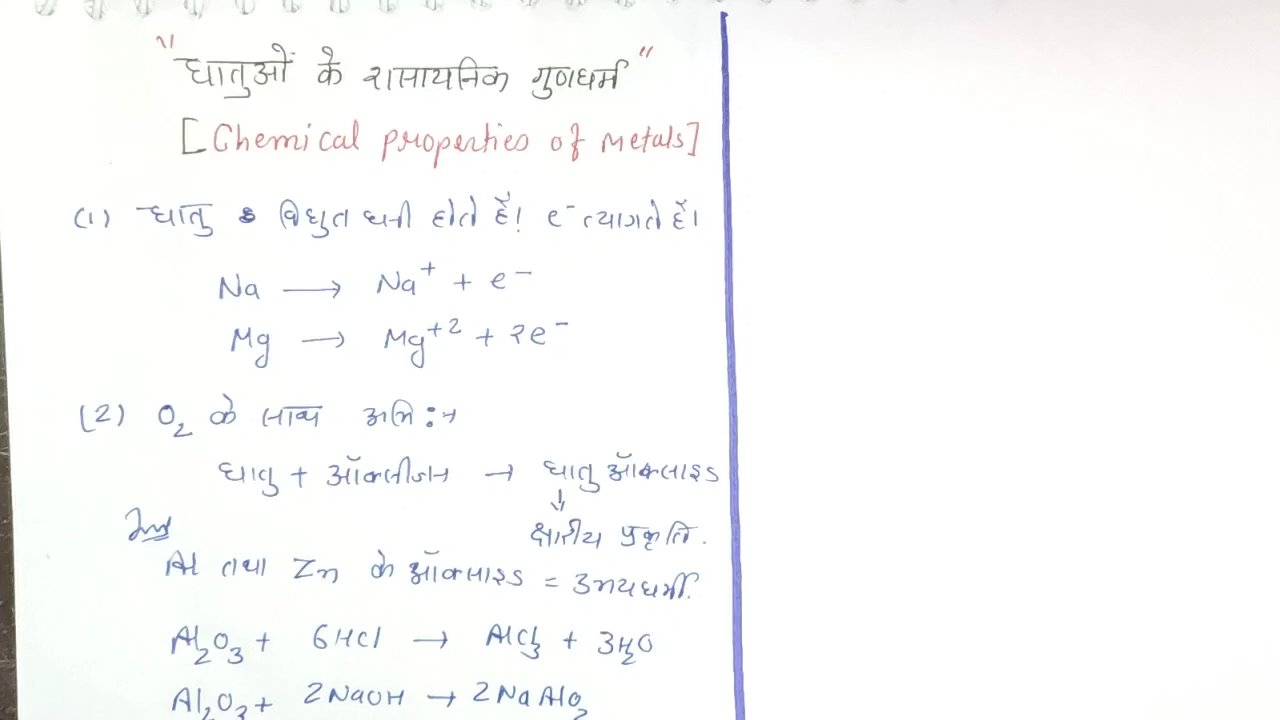 "धातुओं के रासायनिक गुणधर्म"
[Chemical properties of Metals]
(1) धातु विद्युत धनी होते हैं! e⁻ त्यागते हैं।
Na → Na⁺ + e⁻
Mg → Mg⁺² + 2e⁻
(2) O₂ के साथ अभि:→
धातु + ऑक्सीजन → धातु ऑक्साइड
↓
क्षारीय प्रकृति.
Al तथा Zn के ऑक्साइड = उभयधर्मी.
Al₂O₃ + 6HCl → AlCl₃ + 3H₂O
Al₂O₃ + 2NaOH → 2NaAlO₂